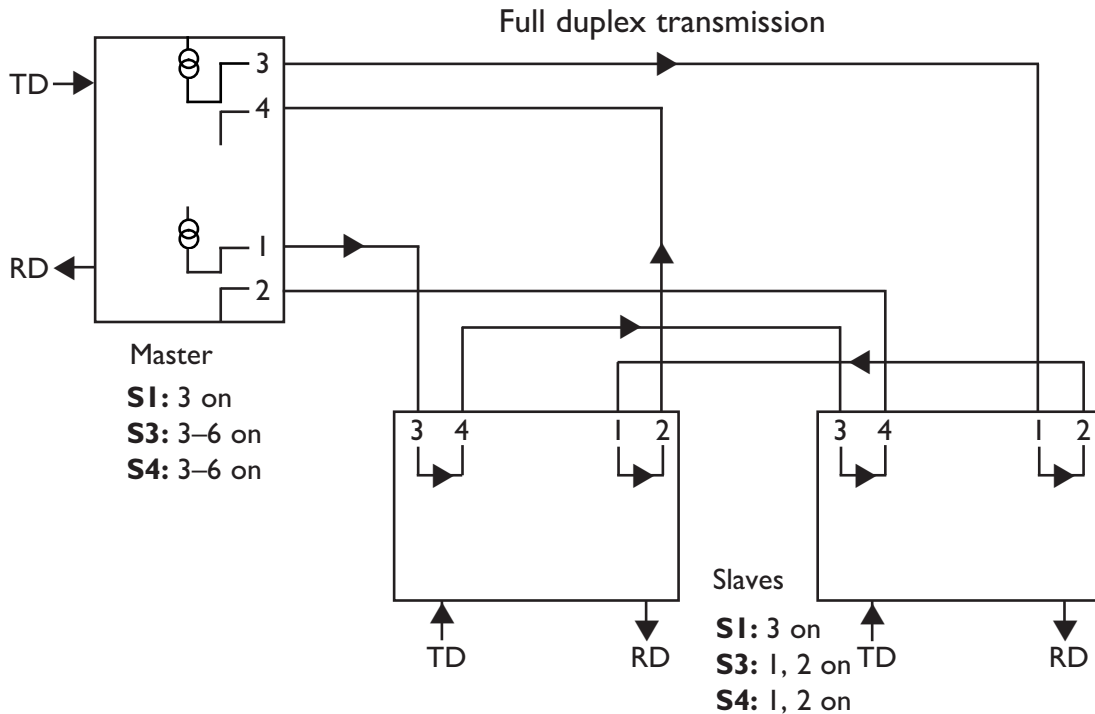 Full duplex transmission
TD
3
4
1
RD
2
Master
S1: 3 on
S3: 3–6 on
S4: 3–6 on
3 4 1 2
3 4 1 2
Slaves
S1: 3 on
S3: 1, 2 on
S4: 1, 2 on
TD RD
TD RD